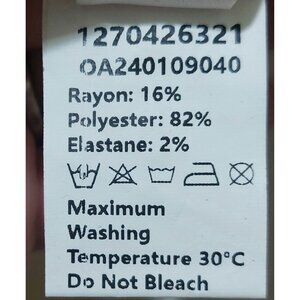 1270426321
OA240109040
Rayon: 16%
Polyester: 82%
Elastane: 2%
Maximum
Washing
Temperature 30°C
Do Not Bleach